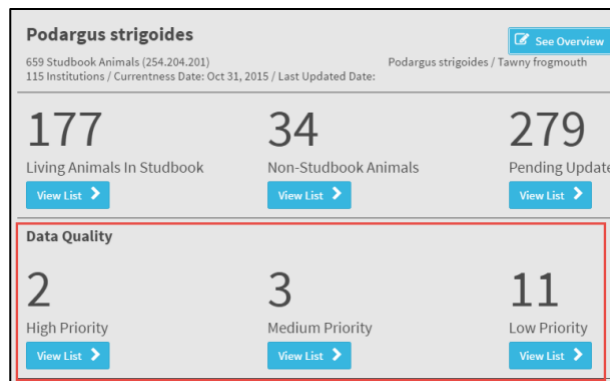 Podargus strigoides
See Overview
659 Studbook Animals (254.204.201)
Podargus strigoides / Tawny frogmouth
115 Institutions / Currentness Date: Oct 31, 2015 / Last Updated Date:
177 34 279
Living Animals In Studbook Non-Studbook Animals Pending Update
View List View List View List
Data Quality
2 3 11
High Priority Medium Priority Low Priority
View List View List View List